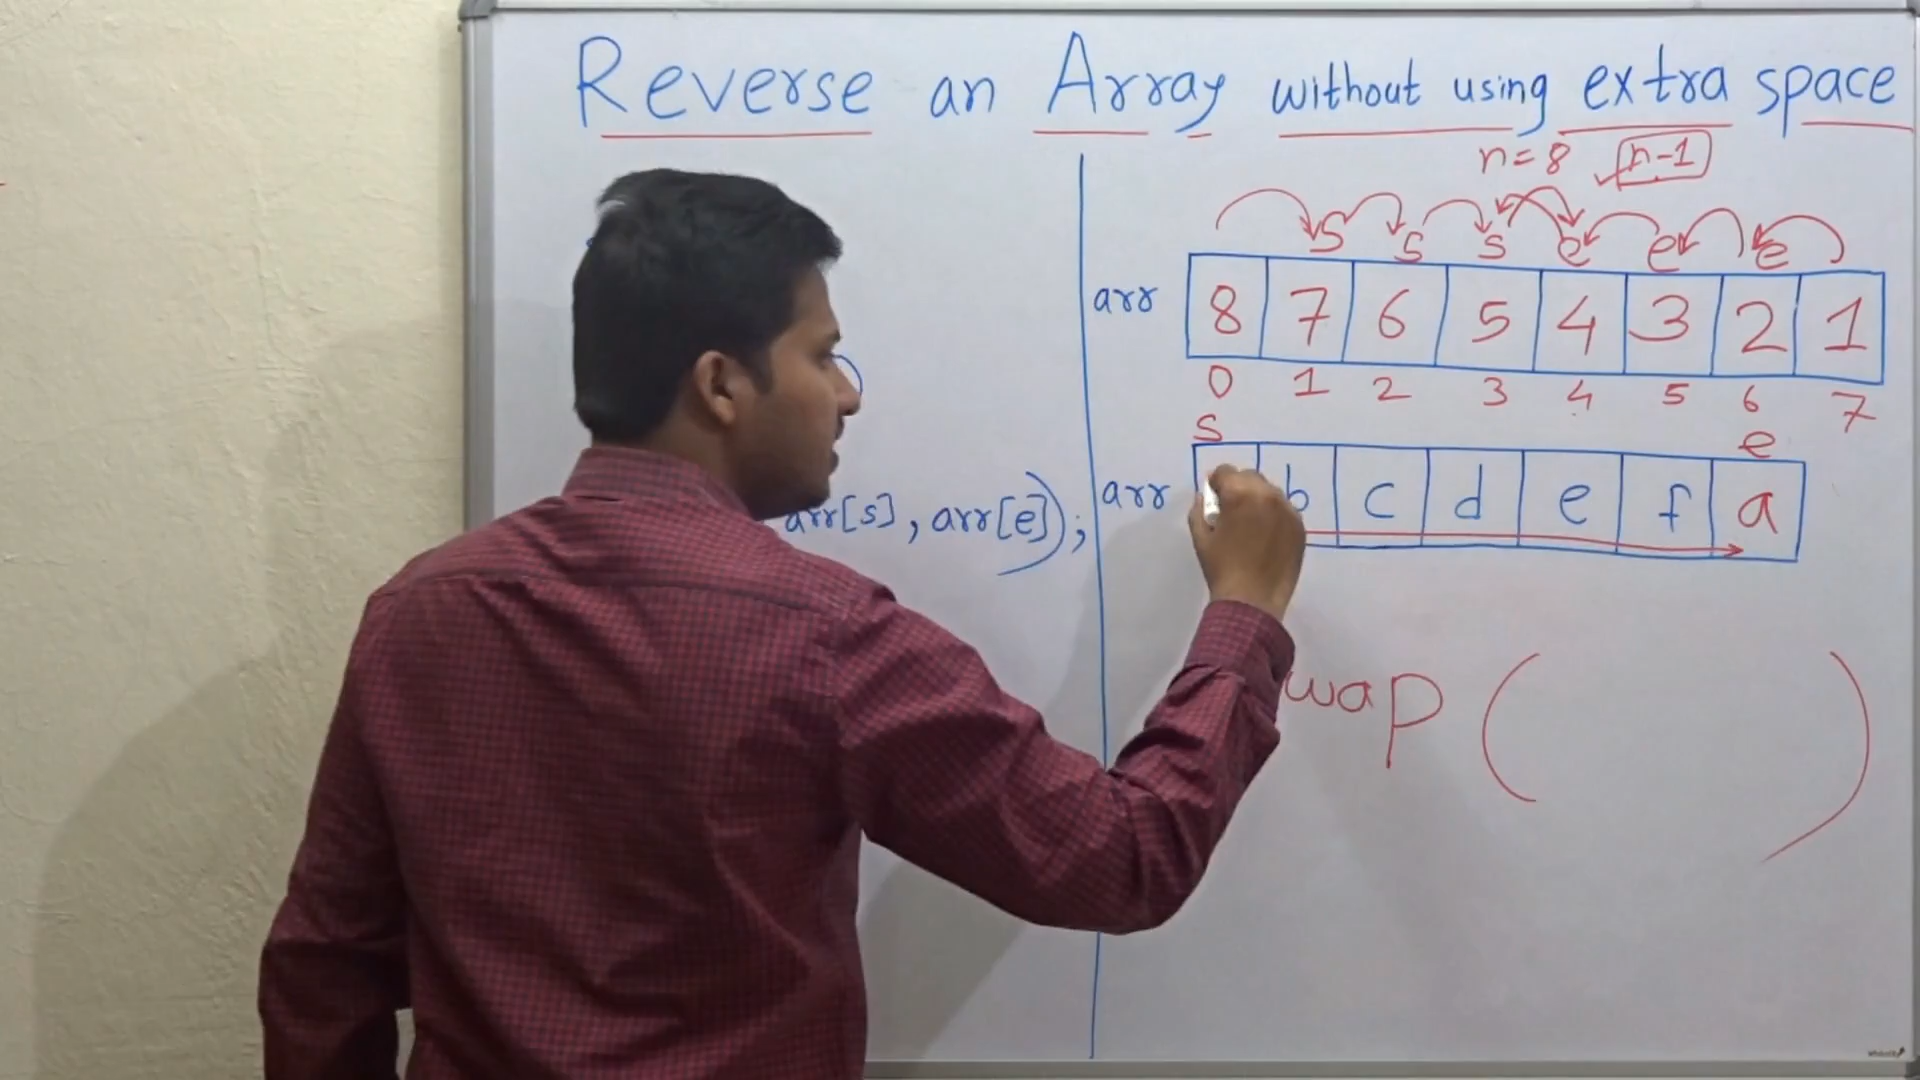 Reverse an Array without using extra space
n=8 n-1
s s s e e e
arr 8 7 6 5 4 3 2 1
0 1 2 3 4 5 6 7
s e
arr b c d e f a
arr[s], arr[e]);
wap ( )